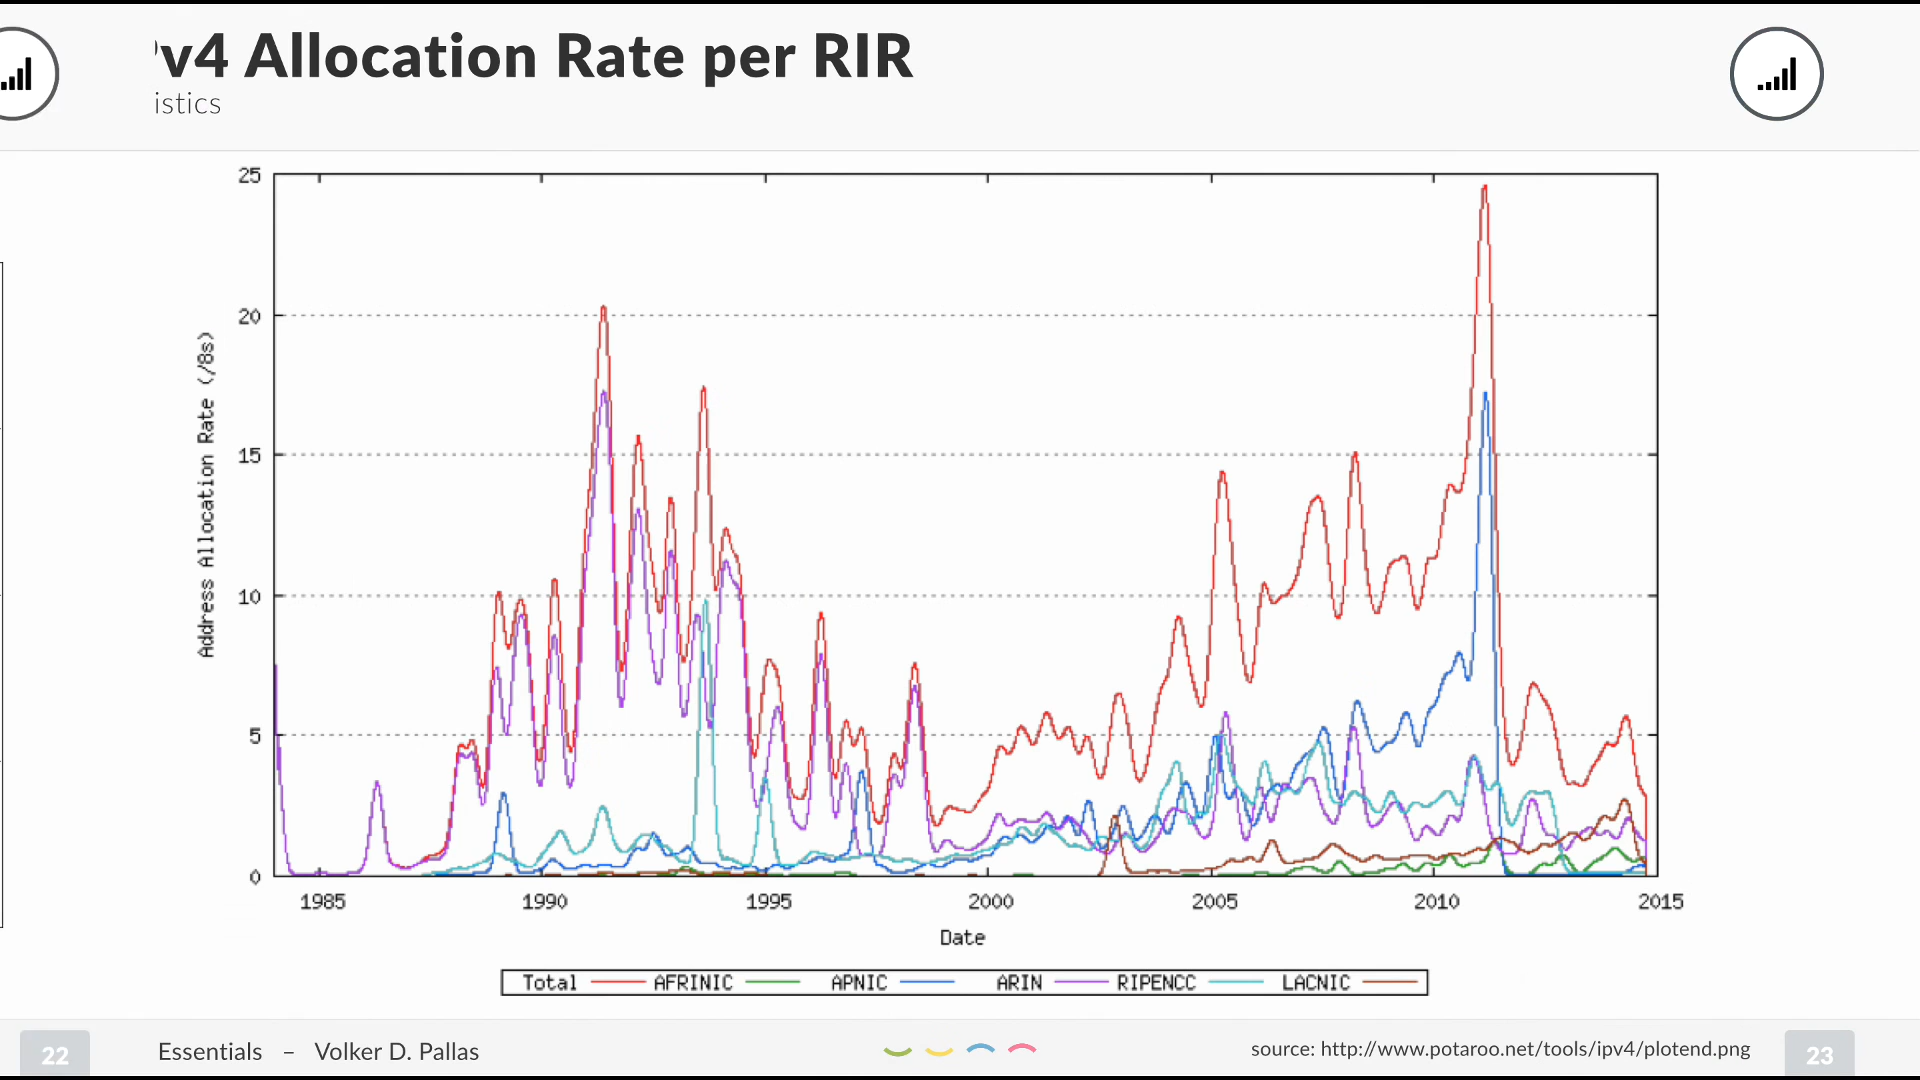 v4 Allocation Rate per RIR
istics
25
20
15
10
5
0
Address Allocation Rate (/8s)
1985 1990 1995 2000 2005 2010 2015
Date
Total AFRINIC APNIC ARIN RIPENCC LACNIC
22 Essentials – Volker D. Pallas source: http://www.potaroo.net/tools/ipv4/plotend.png 23